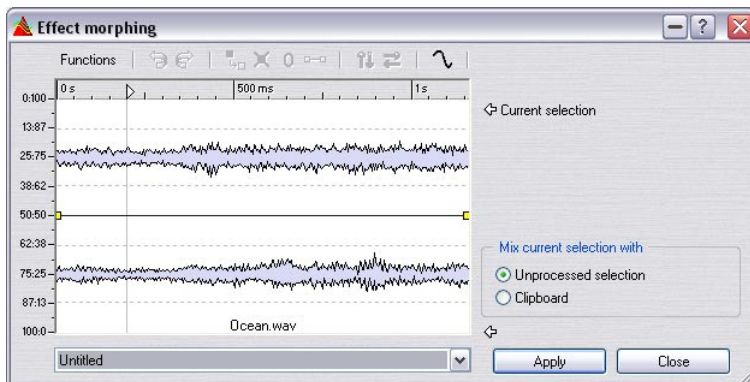 Effect morphing
?
Functions
0
0 s 500 ms 1 s
0:100
13:87
25:75
38:62
50:50
62:38
75:25
87:13
100:0
Ocean.wav
Untitled
Current selection
Mix current selection with
Unprocessed selection
Clipboard
Apply Close